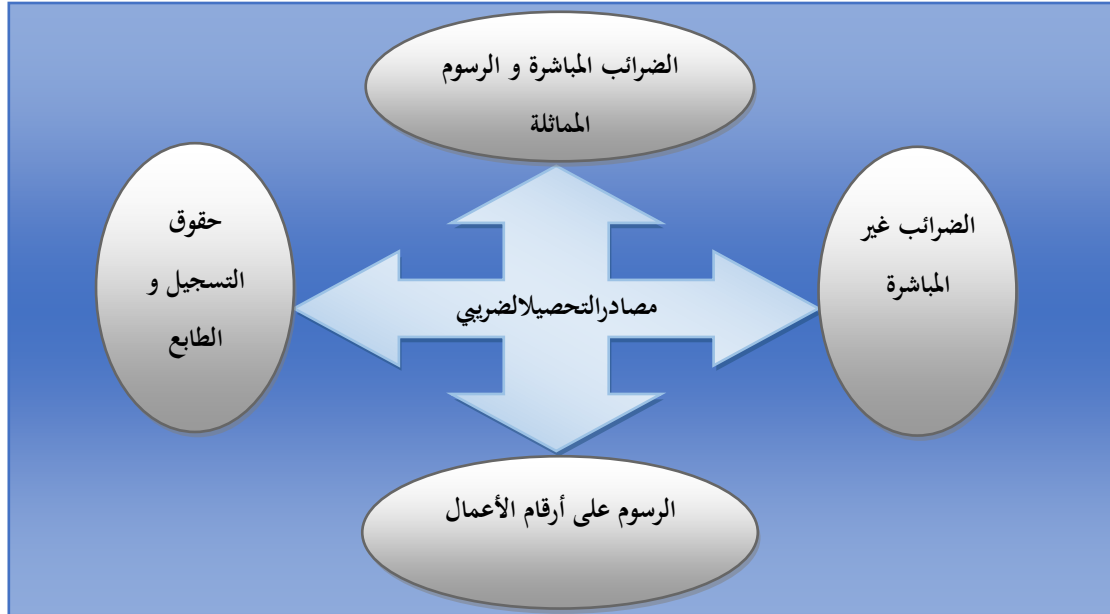 الضرائب المباشرة و الرسوم
المماثلة
الضرائب غير
المباشرة
حقوق
التسجيل و
الطابع
مصادرالتحصيلالضريبي
الرسوم على أرقام الأعمال